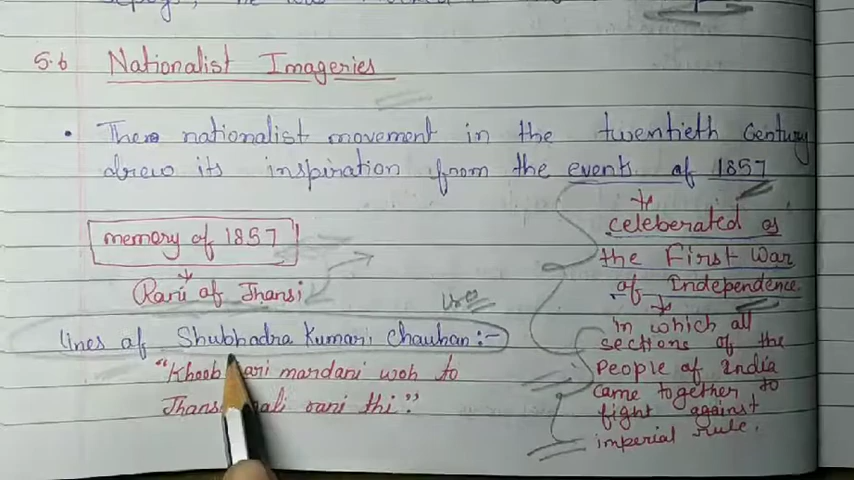 5.6 Nationalist Imageries
• There nationalist movement in the twentieth Century
drew its inspiration from the events of 1857
celeberated as
the First War
of Independence
in which all
sections of the
People of India
came together to
fight against
imperial rule.
memory of 1857
Rani of Jhansi
lines of Shubhadra Kumari Chauhan :-
"Khoob mardani woh to
rani thi."